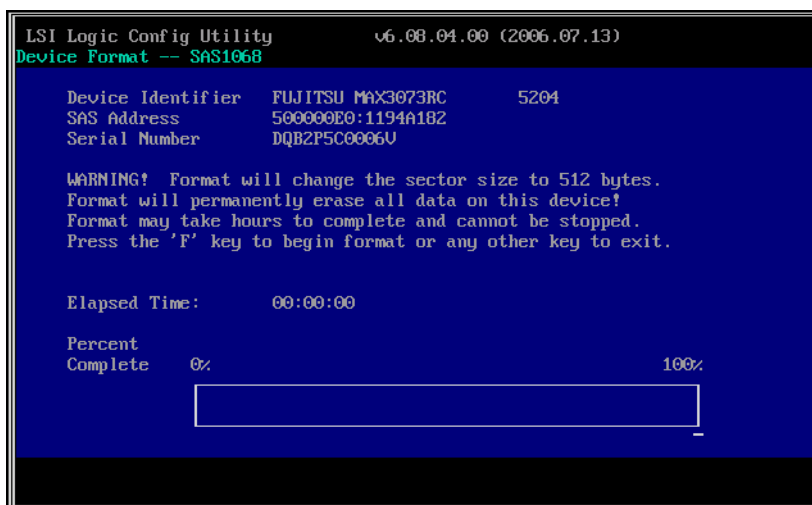 LSI Logic Config Utility v6.08.04.00 (2006.07.13)
Device Format -- SAS1068
Device Identifier FUJITSU MAX3073RC 5204
SAS Address 500000E0:1194A182
Serial Number DQB2P5C0006V
WARNING! Format will change the sector size to 512 bytes.
Format will permanently erase all data on this device!
Format may take hours to complete and cannot be stopped.
Press the 'F' key to begin format or any other key to exit.
Elapsed Time: 00:00:00
Percent
Complete 0% 100%